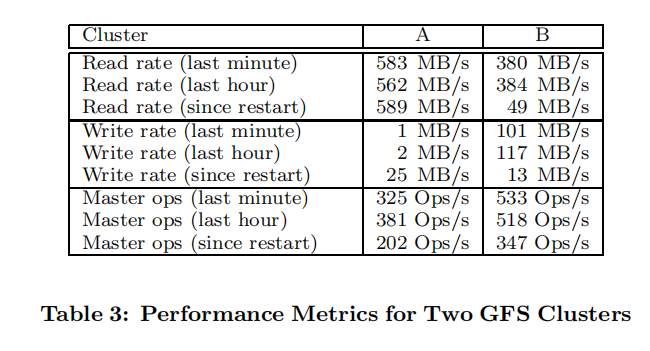 Cluster A B
Read rate (last minute) 583 MB/s 380 MB/s
Read rate (last hour) 562 MB/s 384 MB/s
Read rate (since restart) 589 MB/s 49 MB/s
Write rate (last minute) 1 MB/s 101 MB/s
Write rate (last hour) 2 MB/s 117 MB/s
Write rate (since restart) 25 MB/s 13 MB/s
Master ops (last minute) 325 Ops/s 533 Ops/s
Master ops (last hour) 381 Ops/s 518 Ops/s
Master ops (since restart) 202 Ops/s 347 Ops/s
Table 3: Performance Metrics for Two GFS Clusters